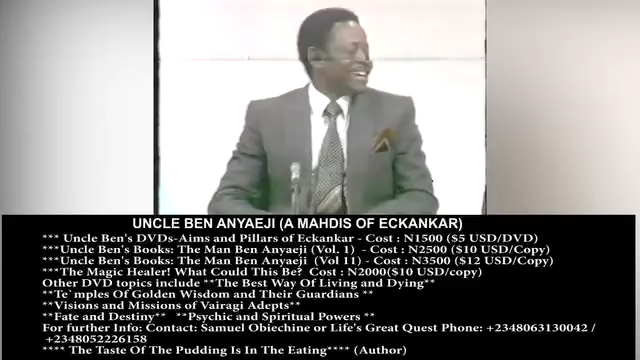 UNCLE BEN ANYAEJI (A MAHDIS OF ECKANKAR)
*** Uncle Ben's DVDs-Aims and Pillars of Eckankar - Cost : N1500 ($5 USD/DVD)
***Uncle Ben's Books: The Man Ben Anyaeji (Vol. 1)  - Cost : N2500 ($10 USD/Copy)
***Uncle Ben's Books: The Man Ben Anyaeji  (Vol 11) - Cost : N3500 ($12 USD/Copy)
***The Magic Healer! What Could This Be?  Cost : N2000($10 USD/copy)
Other DVD topics include **The Best Way Of Living and Dying**
**Te`mples Of Golden Wisdom and Their Guardians **
**Visions and Missions of Vairagi Adepts**
**Fate and Destiny**   **Psychic and Spiritual Powers **
For further Info: Contact: Samuel Obiechine or Life's Great Quest Phone: +2348063130042 /
+2348052226158
**** The Taste Of The Pudding Is In The Eating**** (Author)